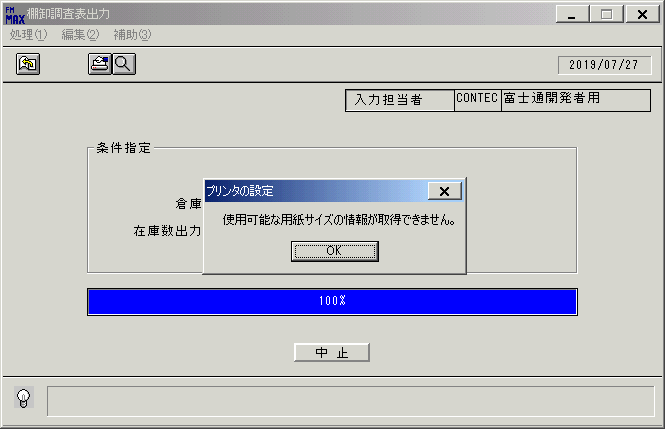 FM
MAX
棚卸調査表出力
処理(1) 編集(2) 補助(3)
2019/07/27
入力担当者 CONTEC 富士通開発者用
条件指定
プリンタの設定
倉庫
使用可能な用紙サイズの情報が取得できません。
在庫数出力
OK
100%
中 止